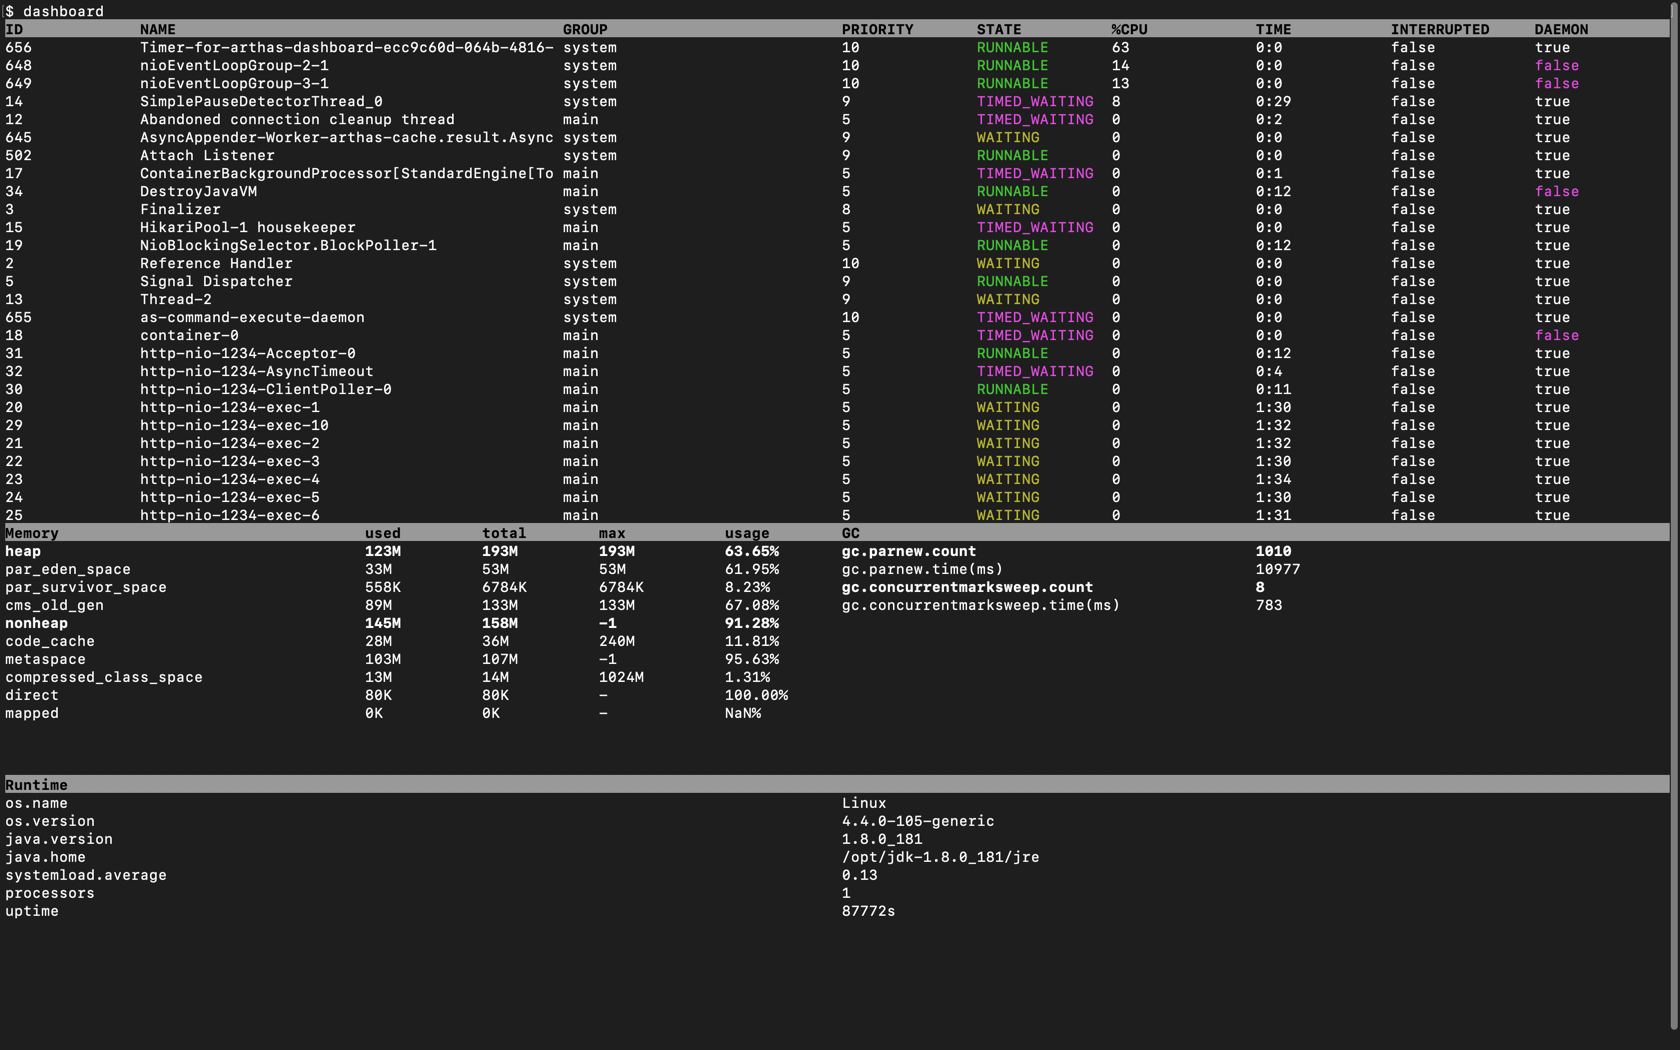 $ dashboard
ID NAME GROUP PRIORITY STATE %CPU TIME INTERRUPTED DAEMON
656 Timer-for-arthas-dashboard-ecc9c60d-064b-4816- system 10 RUNNABLE 63 0:0 false true
648 nioEventLoopGroup-2-1 system 10 RUNNABLE 14 0:0 false false
649 nioEventLoopGroup-3-1 system 10 RUNNABLE 13 0:0 false false
14 SimplePauseDetectorThread_0 system 9 TIMED_WAITING 8 0:29 false true
12 Abandoned connection cleanup thread main 5 TIMED_WAITING 0 0:2 false true
645 AsyncAppender-Worker-arthas-cache.result.Async system 9 WAITING 0 0:0 false true
502 Attach Listener system 9 RUNNABLE 0 0:0 false true
17 ContainerBackgroundProcessor[StandardEngine[To main 5 TIMED_WAITING 0 0:1 false true
34 DestroyJavaVM main 5 RUNNABLE 0 0:12 false false
3 Finalizer system 8 WAITING 0 0:0 false true
15 HikariPool-1 housekeeper main 5 TIMED_WAITING 0 0:0 false true
19 NioBlockingSelector.BlockPoller-1 main 5 RUNNABLE 0 0:12 false true
2 Reference Handler system 10 WAITING 0 0:0 false true
5 Signal Dispatcher system 9 RUNNABLE 0 0:0 false true
13 Thread-2 system 9 WAITING 0 0:0 false true
655 as-command-execute-daemon system 10 TIMED_WAITING 0 0:0 false true
18 container-0 main 5 TIMED_WAITING 0 0:0 false false
31 http-nio-1234-Acceptor-0 main 5 RUNNABLE 0 0:12 false true
32 http-nio-1234-AsyncTimeout main 5 TIMED_WAITING 0 0:4 false true
30 http-nio-1234-ClientPoller-0 main 5 RUNNABLE 0 0:11 false true
20 http-nio-1234-exec-1 main 5 WAITING 0 1:30 false true
29 http-nio-1234-exec-10 main 5 WAITING 0 1:32 false true
21 http-nio-1234-exec-2 main 5 WAITING 0 1:32 false true
22 http-nio-1234-exec-3 main 5 WAITING 0 1:30 false true
23 http-nio-1234-exec-4 main 5 WAITING 0 1:34 false true
24 http-nio-1234-exec-5 main 5 WAITING 0 1:30 false true
25 http-nio-1234-exec-6 main 5 WAITING 0 1:31 false true
Memory used total max usage GC
heap 123M 193M 193M 63.65% gc.parnew.count 1010
par_eden_space 33M 53M 53M 61.95% gc.parnew.time(ms) 10977
par_survivor_space 558K 6784K 6784K 8.23% gc.concurrentmarksweep.count 8
cms_old_gen 89M 133M 133M 67.08% gc.concurrentmarksweep.time(ms) 783
nonheap 145M 158M -1 91.28%
code_cache 28M 36M 240M 11.81%
metaspace 103M 107M -1 95.63%
compressed_class_space 13M 14M 1024M 1.31%
direct 80K 80K - 100.00%
mapped 0K 0K - NaN%
Runtime
os.name Linux
os.version 4.4.0-105-generic
java.version 1.8.0_181
java.home /opt/jdk-1.8.0_181/jre
systemload.average 0.13
processors 1
uptime 87772s